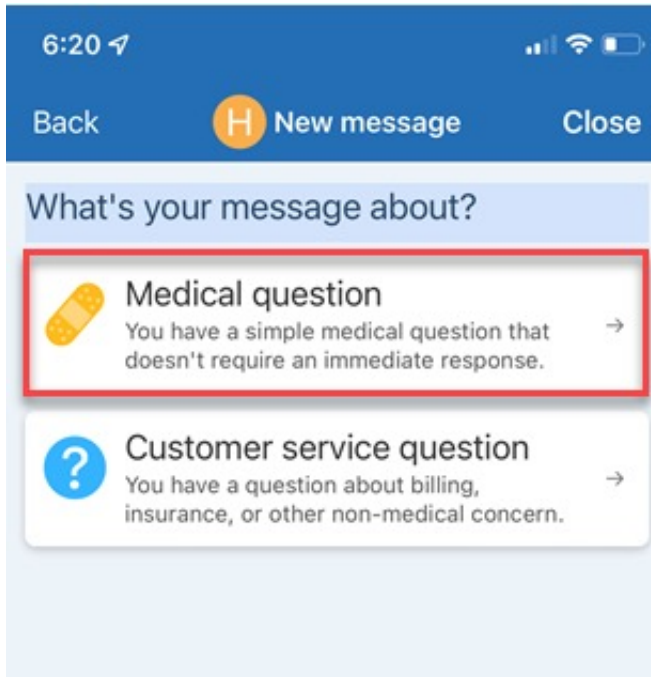 6:20
Back H New message Close
What's your message about?
Medical question
You have a simple medical question that
doesn't require an immediate response.
Customer service question
You have a question about billing,
insurance, or other non-medical concern.